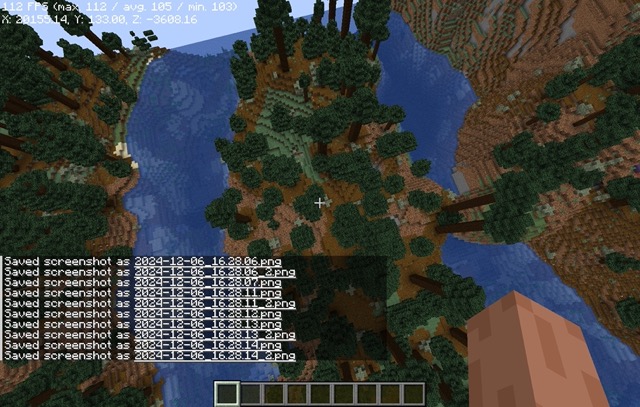 112 FPS (max. 112 / avg. 105 / min. 103)
X: 20155.14, Y: 133.00, Z: -3608.16
Saved screenshot as 2024-12-06_16.28.06.png
Saved screenshot as 2024-12-06_16.28.06_2.png
Saved screenshot as 2024-12-06_16.28.07.png
Saved screenshot as 2024-12-06_16.28.11.png
Saved screenshot as 2024-12-06_16.28.11_2.png
Saved screenshot as 2024-12-06_16.28.12.png
Saved screenshot as 2024-12-06_16.28.13.png
Saved screenshot as 2024-12-06_16.28.13_2.png
Saved screenshot as 2024-12-06_16.28.14.png
Saved screenshot as 2024-12-06_16.28.14_2.png